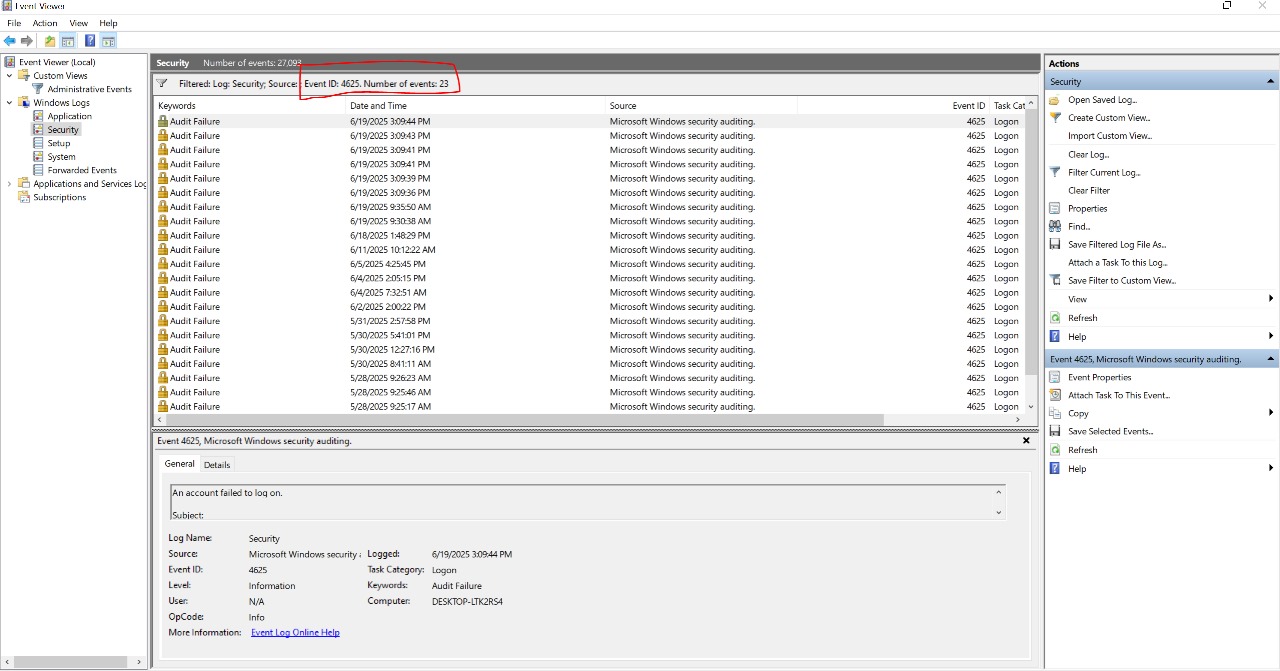 Event Viewer
File Action View Help
Event Viewer (Local)
Custom Views
Administrative Events
Windows Logs
Application
Security
Setup
System
Forwarded Events
Applications and Services Log
Subscriptions
Security Number of events: 27,093
Filtered: Log: Security; Source: ; Event ID: 4625. Number of events: 23
Keywords Date and Time Source Event ID Task Cat
Audit Failure 6/19/2025 3:09:44 PM Microsoft Windows security auditing. 4625 Logon
Audit Failure 6/19/2025 3:09:43 PM Microsoft Windows security auditing. 4625 Logon
Audit Failure 6/19/2025 3:09:41 PM Microsoft Windows security auditing. 4625 Logon
Audit Failure 6/19/2025 3:09:41 PM Microsoft Windows security auditing. 4625 Logon
Audit Failure 6/19/2025 3:09:39 PM Microsoft Windows security auditing. 4625 Logon
Audit Failure 6/19/2025 3:09:36 PM Microsoft Windows security auditing. 4625 Logon
Audit Failure 6/19/2025 9:35:50 AM Microsoft Windows security auditing. 4625 Logon
Audit Failure 6/19/2025 9:30:38 AM Microsoft Windows security auditing. 4625 Logon
Audit Failure 6/18/2025 1:48:29 PM Microsoft Windows security auditing. 4625 Logon
Audit Failure 6/11/2025 10:12:22 AM Microsoft Windows security auditing. 4625 Logon
Audit Failure 6/5/2025 4:25:45 PM Microsoft Windows security auditing. 4625 Logon
Audit Failure 6/4/2025 2:05:15 PM Microsoft Windows security auditing. 4625 Logon
Audit Failure 6/4/2025 7:32:51 AM Microsoft Windows security auditing. 4625 Logon
Audit Failure 6/2/2025 2:00:22 PM Microsoft Windows security auditing. 4625 Logon
Audit Failure 5/31/2025 2:57:58 PM Microsoft Windows security auditing. 4625 Logon
Audit Failure 5/30/2025 5:41:01 PM Microsoft Windows security auditing. 4625 Logon
Audit Failure 5/30/2025 12:27:16 PM Microsoft Windows security auditing. 4625 Logon
Audit Failure 5/30/2025 8:41:11 AM Microsoft Windows security auditing. 4625 Logon
Audit Failure 5/28/2025 9:26:23 AM Microsoft Windows security auditing. 4625 Logon
Audit Failure 5/28/2025 9:25:46 AM Microsoft Windows security auditing. 4625 Logon
Audit Failure 5/28/2025 9:25:17 AM Microsoft Windows security auditing. 4625 Logon
Event 4625, Microsoft Windows security auditing.
General Details
An account failed to log on.
Subject:
Log Name: Security
Source: Microsoft Windows security Logged: 6/19/2025 3:09:44 PM
Event ID: 4625 Task Category: Logon
Level: Information Keywords: Audit Failure
User: N/A Computer: DESKTOP-LTK2RS4
OpCode: Info
More Information: Event Log Online Help
Actions
Security
Open Saved Log...
Create Custom View...
Import Custom View...
Clear Log...
Filter Current Log...
Clear Filter
Properties
Find...
Save Filtered Log File As...
Attach a Task To this Log...
Save Filter to Custom View...
View
Refresh
Help
Event 4625, Microsoft Windows security auditing.
Event Properties
Attach Task To This Event...
Copy
Save Selected Events...
Refresh
Help